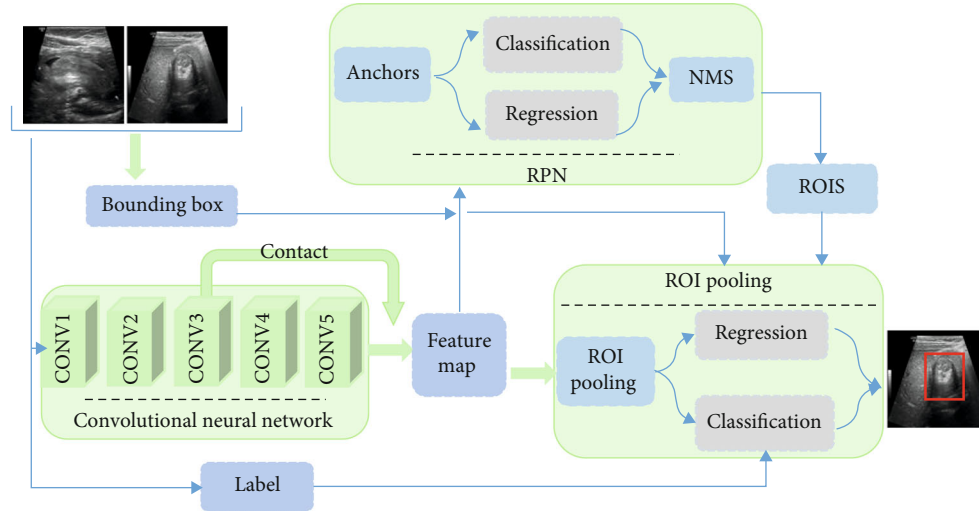 Anchors
Classification
Regression
NMS
RPN
Bounding box
ROIS
Contact
CONV1
CONV2
CONV3
CONV4
CONV5
Convolutional neural network
Feature
map
ROI pooling
ROI
pooling
Regression
Classification
Label